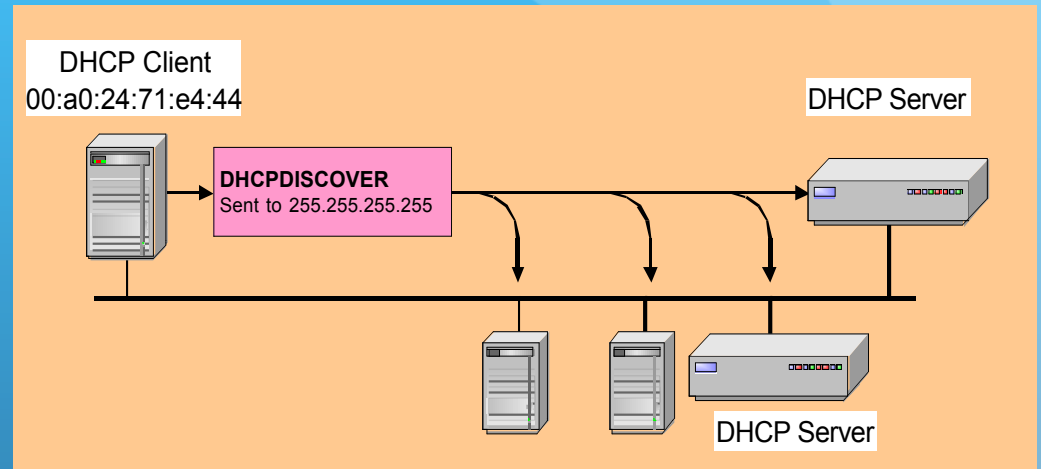 DHCP Client
00:a0:24:71:e4:44
DHCP Server
DHCPDISCOVER
Sent to 255.255.255.255
DHCP Server